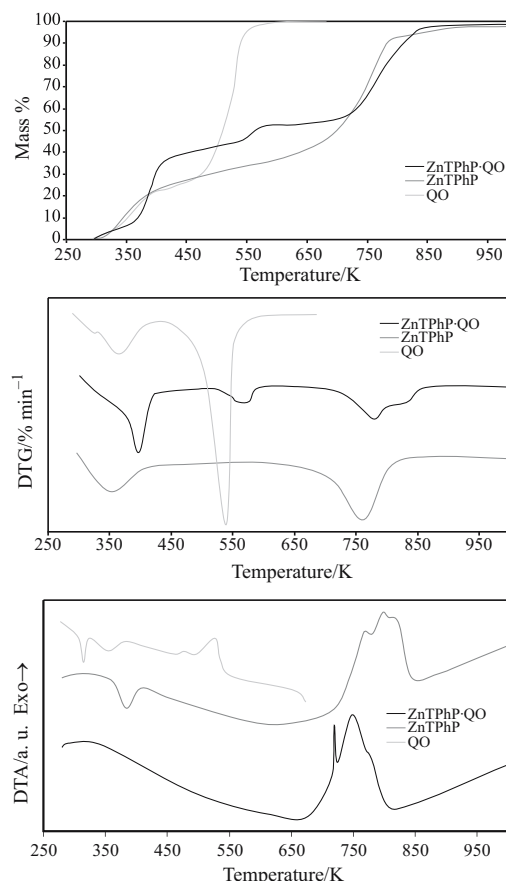 100
90
80
70
60
50
40
30
20
10
0
Mass %
ZnTPhP·QO
ZnTPhP
QO
250 350 450 550 650 750 850 950
Temperature/K
DTG/% min⁻¹
ZnTPhP·QO
ZnTPhP
QO
250 350 450 550 650 750 850 950
Temperature/K
DTA/a. u. Exo→
ZnTPhP·QO
ZnTPhP
QO
250 350 450 550 650 750 850 950
Temperature/K